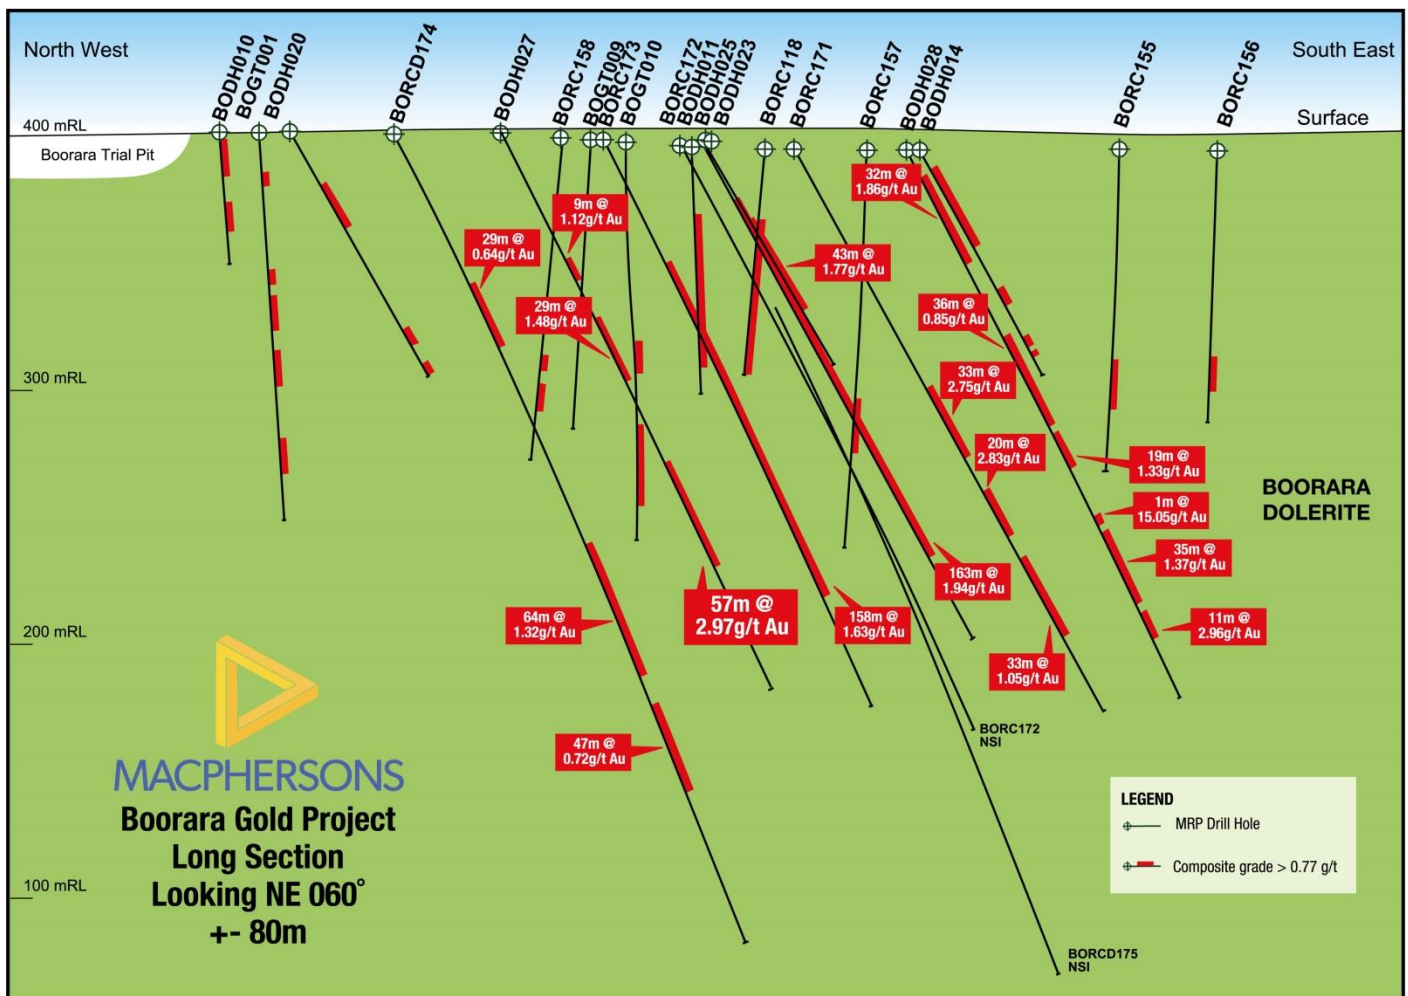 North West
South East
BODH010
BOGT001
BODH020
BORCD174
BODH027
BORC158
BOGT009
BORC173
BOGT010
BORC172
BODH011
BODH025
BODH023
BORC118
BORC171
BORC157
BODH028
BODH014
BORC155
BORC156
400 mRL
Surface
Boorara Trial Pit
32m @
1.86g/t Au
9m @
1.12g/t Au
29m @
0.64g/t Au
43m @
1.77g/t Au
29m @
1.48g/t Au
36m @
0.85g/t Au
300 mRL
33m @
2.75g/t Au
20m @
2.83g/t Au
19m @
1.33g/t Au
1m @
15.05g/t Au
BOORARA
DOLERITE
35m @
1.37g/t Au
163m @
1.94g/t Au
57m @
2.97g/t Au
158m @
1.63g/t Au
64m @
1.32g/t Au
11m @
2.96g/t Au
200 mRL
33m @
1.05g/t Au
BORC172
NSI
47m @
0.72g/t Au
MACPHERSONS
Boorara Gold Project
Long Section
Looking NE 060°
+- 80m
LEGEND
MRP Drill Hole
Composite grade > 0.77 g/t
100 mRL
BORCD175
NSI